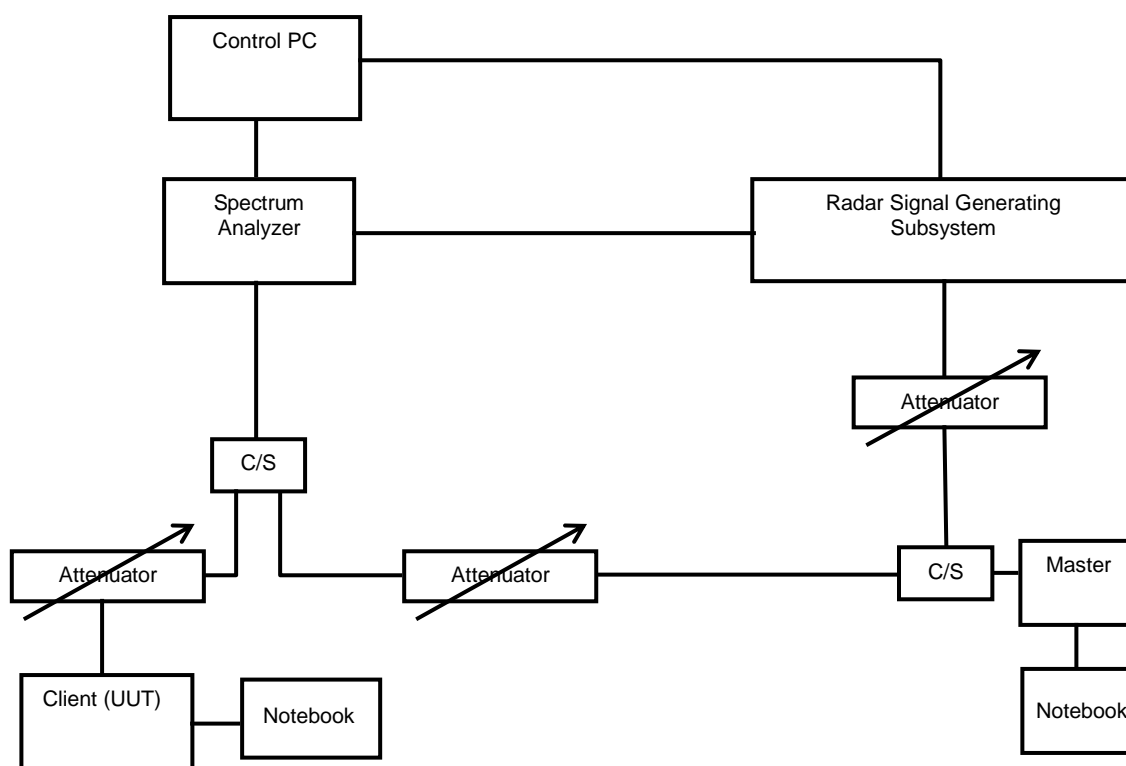 Control PC
Spectrum
Analyzer
Radar Signal Generating
Subsystem
Attenuator
C/S
Attenuator
Attenuator
C/S
Master
Client (UUT)
Notebook
Notebook